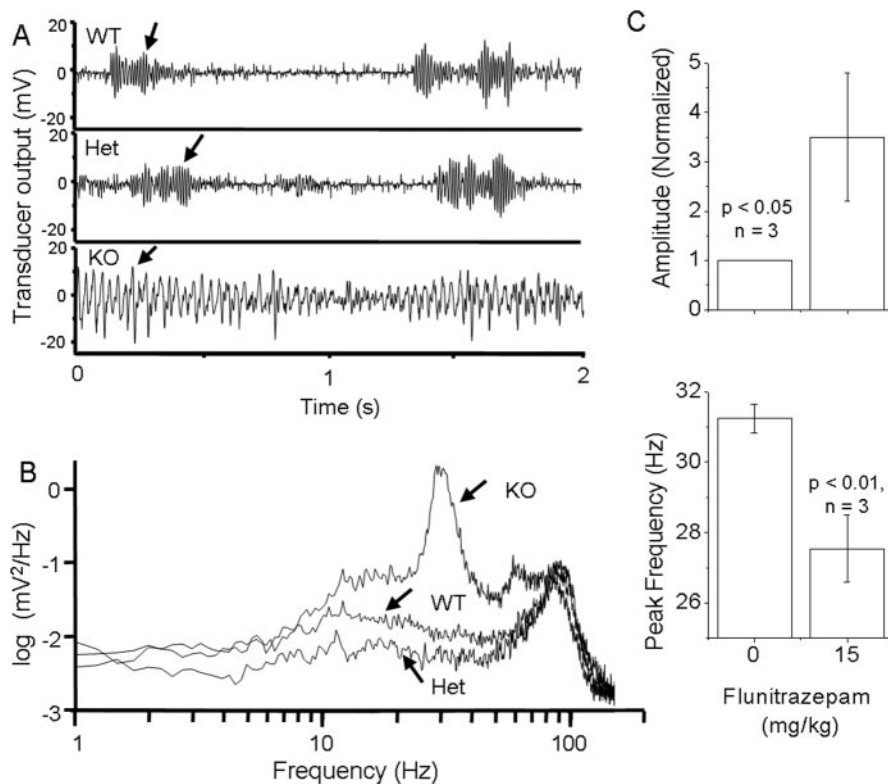 A
WT
20
0
-20
Het
20
0
-20
KO
20
0
-20
Transducer output (mV)
0
1
2
Time (s)
B
KO
WT
Het
0
-1
-2
-3
log (mV²/Hz)
1
10
100
Frequency (Hz)
C
5
4
3
2
1
0
Amplitude (Normalized)
p < 0.05
n = 3
32
30
28
26
Peak Frequency (Hz)
p < 0.01,
n = 3
0
15
Flunitrazepam
(mg/kg)